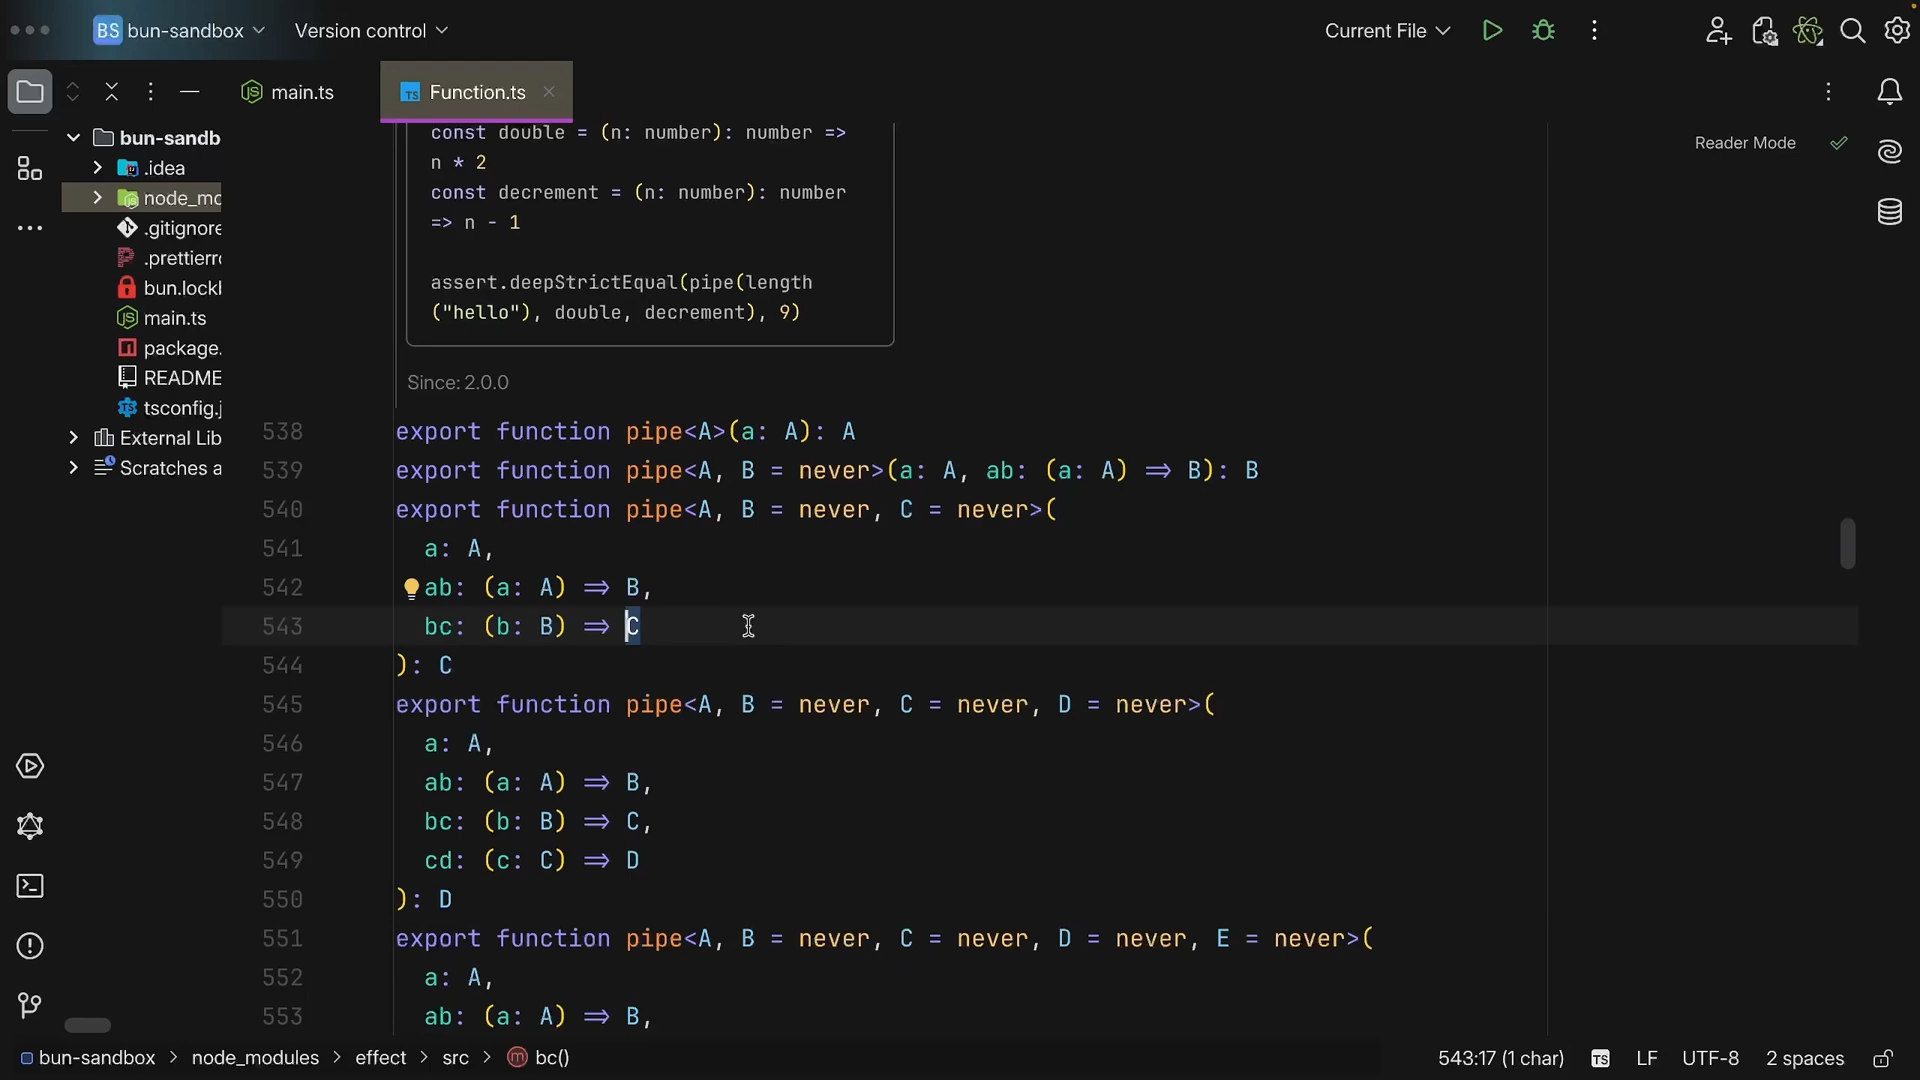 BS bun-sandbox Version control Current File
main.ts Function.ts
bun-sandb
.idea
node_mo
.gitignore
.prettierr
bun.lockl
main.ts
package.
README
tsconfig.j
External Lib
Scratches a
Reader Mode
const double = (n: number): number =>
n * 2
const decrement = (n: number): number
=> n - 1
assert.deepStrictEqual(pipe(length
("hello"), double, decrement), 9)
Since: 2.0.0
538 export function pipe<A>(a: A): A
539 export function pipe<A, B = never>(a: A, ab: (a: A) => B): B
540 export function pipe<A, B = never, C = never>(
541 a: A,
542 ab: (a: A) => B,
543 bc: (b: B) => C
544 ): C
545 export function pipe<A, B = never, C = never, D = never>(
546 a: A,
547 ab: (a: A) => B,
548 bc: (b: B) => C,
549 cd: (c: C) => D
550 ): D
551 export function pipe<A, B = never, C = never, D = never, E = never>(
552 a: A,
553 ab: (a: A) => B,
bun-sandbox > node_modules > effect > src > bc() 543:17 (1 char) LF UTF-8 2 spaces